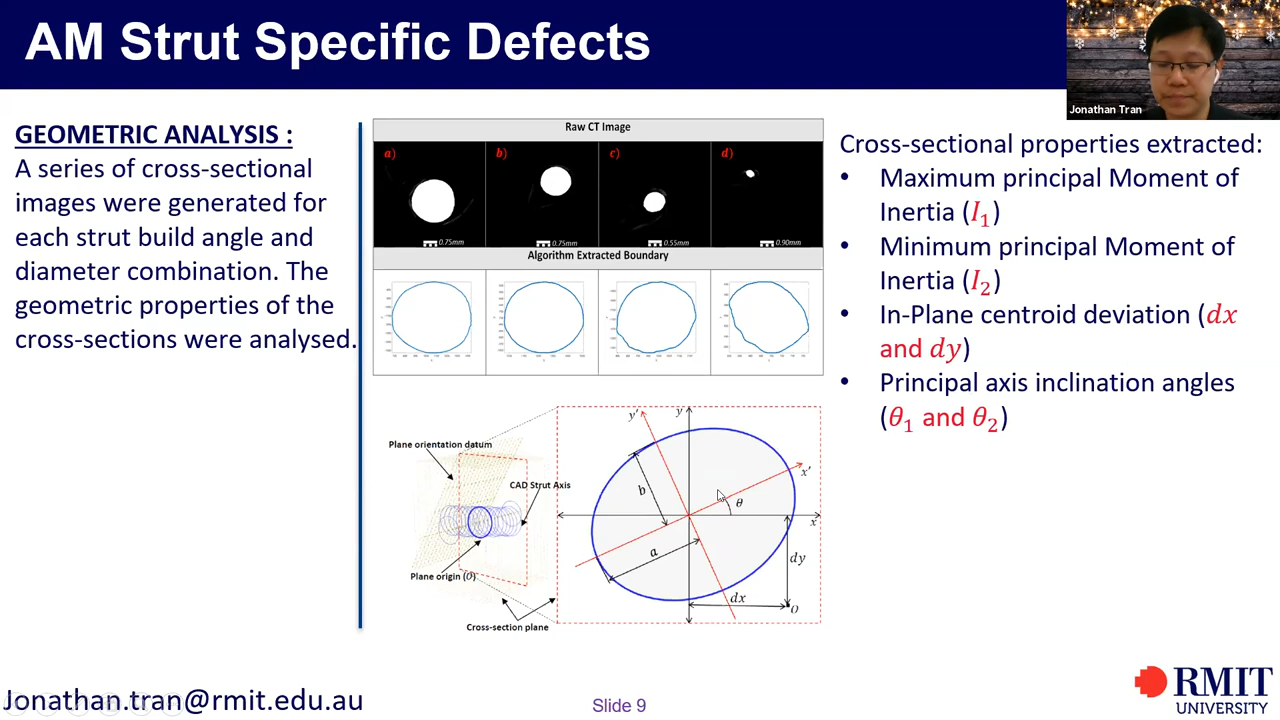 AM Strut Specific Defects
Jonathan Tran
GEOMETRIC ANALYSIS :
A series of cross-sectional
images were generated for
each strut build angle and
diameter combination. The
geometric properties of the
cross-sections were analysed.
Raw CT Image
a) b) c) d)
0.75mm 0.75mm 0.55mm 0.90mm
Algorithm Extracted Boundary
Plane orientation datum
CAD Strut Axis
Plane origin (O)
Cross-section plane
y' y
x'
b
θ
x
a
dy
dx
O
Cross-sectional properties extracted:
• Maximum principal Moment of
Inertia (I₁)
• Minimum principal Moment of
Inertia (I₂)
• In-Plane centroid deviation (dx
and dy)
• Principal axis inclination angles
(θ₁ and θ₂)
Jonathan.tran@rmit.edu.au
Slide 9
RMIT
UNIVERSITY